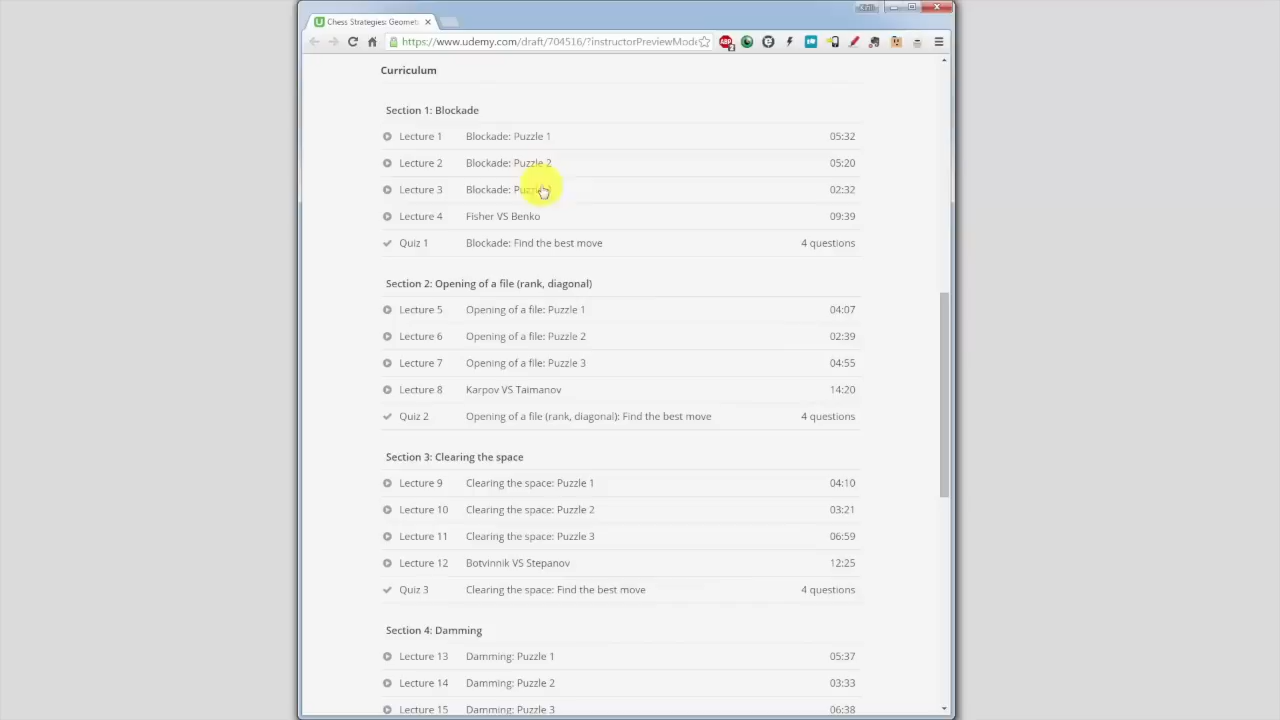 Chess Strategies: Geomet
https://www.udemy.com/draft/704516/?instructorPreviewMode
ABP
Curriculum
Section 1: Blockade
Lecture 1 Blockade: Puzzle 1 05:32
Lecture 2 Blockade: Puzzle 2 05:20
Lecture 3 Blockade: 02:32
Lecture 4 Fisher VS Benko 09:39
Quiz 1 Blockade: Find the best move 4 questions
Section 2: Opening of a file (rank, diagonal)
Lecture 5 Opening of a file: Puzzle 1 04:07
Lecture 6 Opening of a file: Puzzle 2 02:39
Lecture 7 Opening of a file: Puzzle 3 04:55
Lecture 8 Karpov VS Taimanov 14:20
Quiz 2 Opening of a file (rank, diagonal): Find the best move 4 questions
Section 3: Clearing the space
Lecture 9 Clearing the space: Puzzle 1 04:10
Lecture 10 Clearing the space: Puzzle 2 03:21
Lecture 11 Clearing the space: Puzzle 3 06:59
Lecture 12 Botvinnik VS Stepanov 12:25
Quiz 3 Clearing the space: Find the best move 4 questions
Section 4: Damming
Lecture 13 Damming: Puzzle 1 05:37
Lecture 14 Damming: Puzzle 2 03:33
Lecture 15 Damming: Puzzle 3 06:38